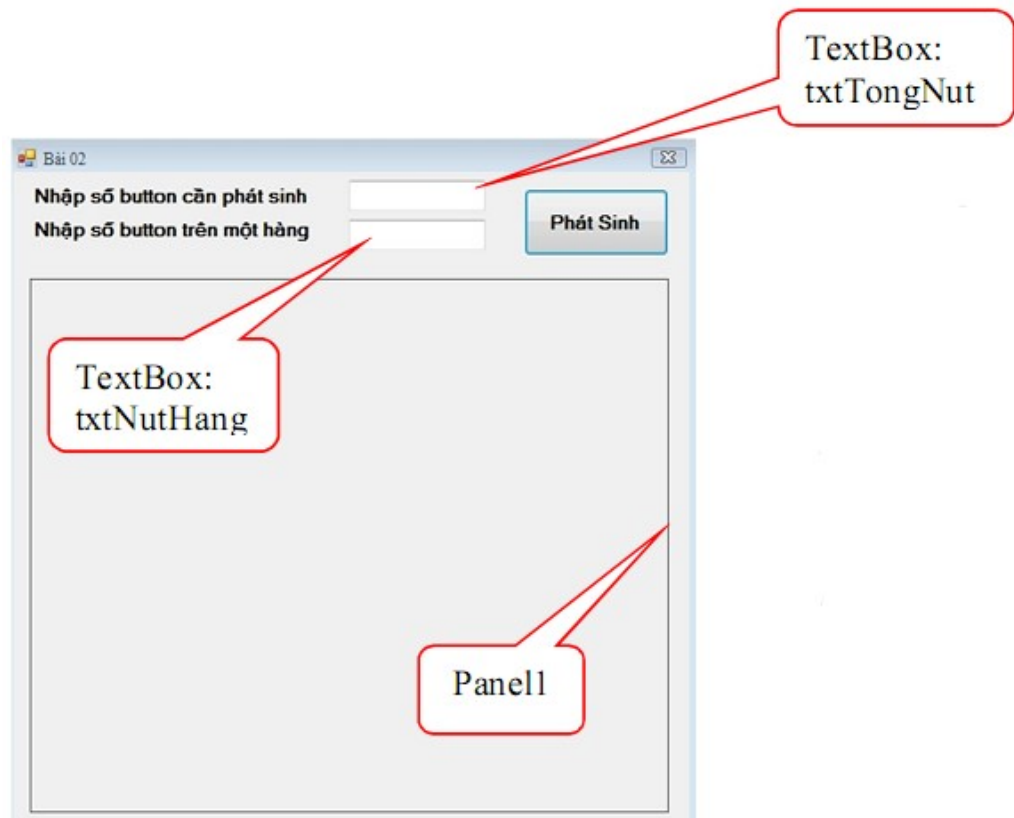 TextBox:
txtTongNut
Bài 02
Nhập số button cần phát sinh
Nhập số button trên một hàng
Phát Sinh
TextBox:
txtNutHang
Panel1